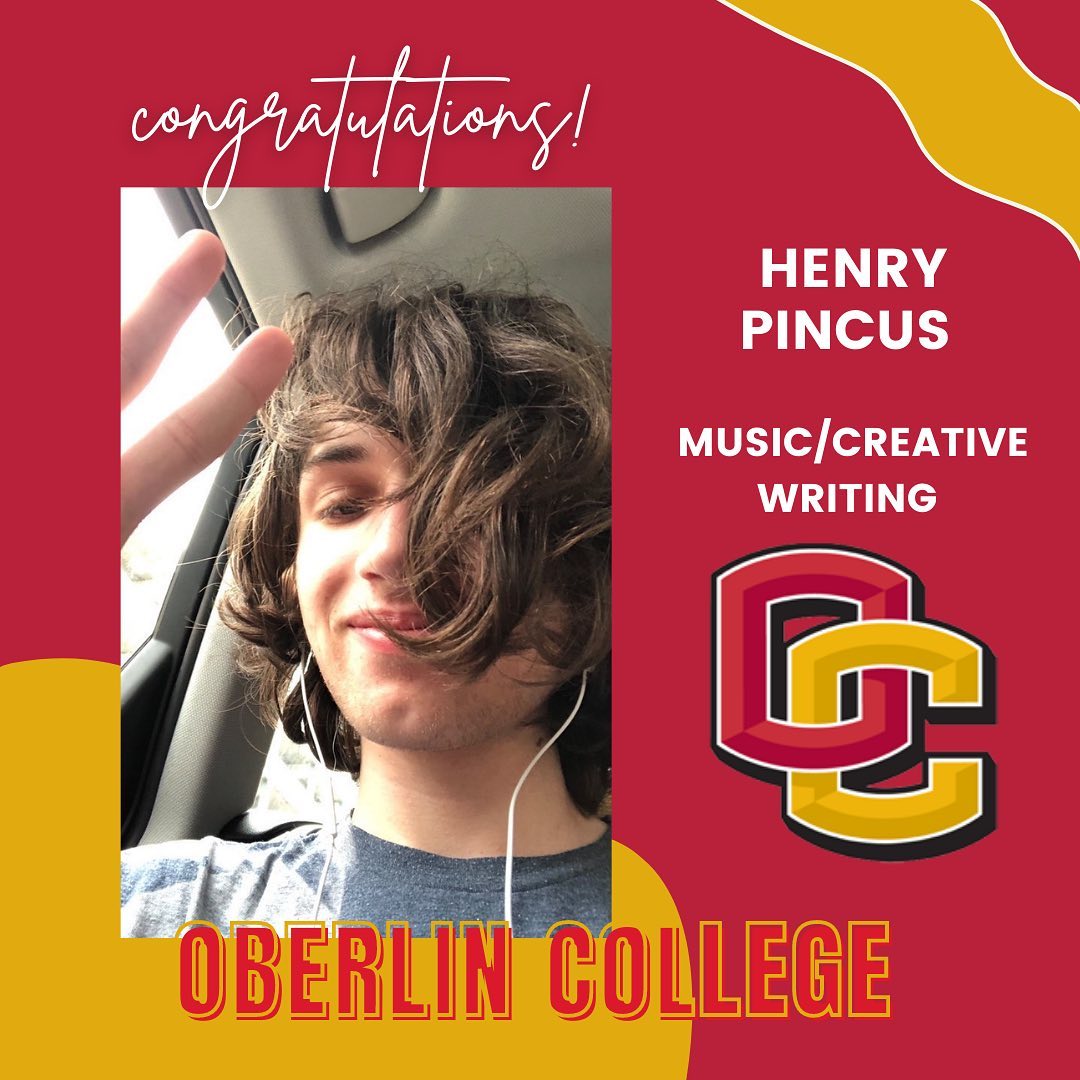 congratulations!
HENRY
PINCUS
MUSIC/CREATIVE
WRITING
OC
OBERLIN COLLEGE